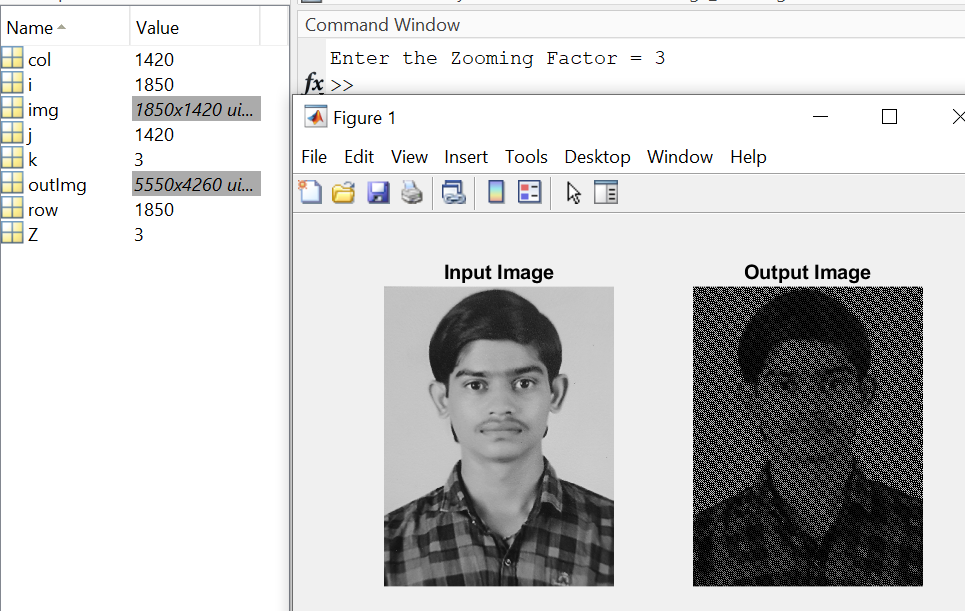 Name Value
col 1420
i 1850
img 1850x1420 ui...
j 1420
k 3
outImg 5550x4260 ui...
row 1850
Z 3
Command Window
Enter the Zooming Factor = 3
fx >>
Figure 1
File Edit View Insert Tools Desktop Window Help
Input Image Output Image